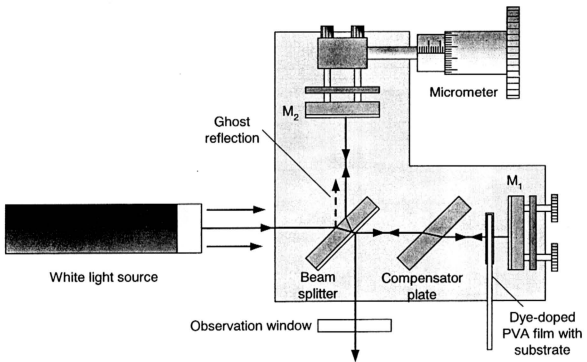 Micrometer
M2
Ghost
reflection
M1
White light source
Beam
splitter
Compensator
plate
Observation window
Dye-doped
PVA film with
substrate